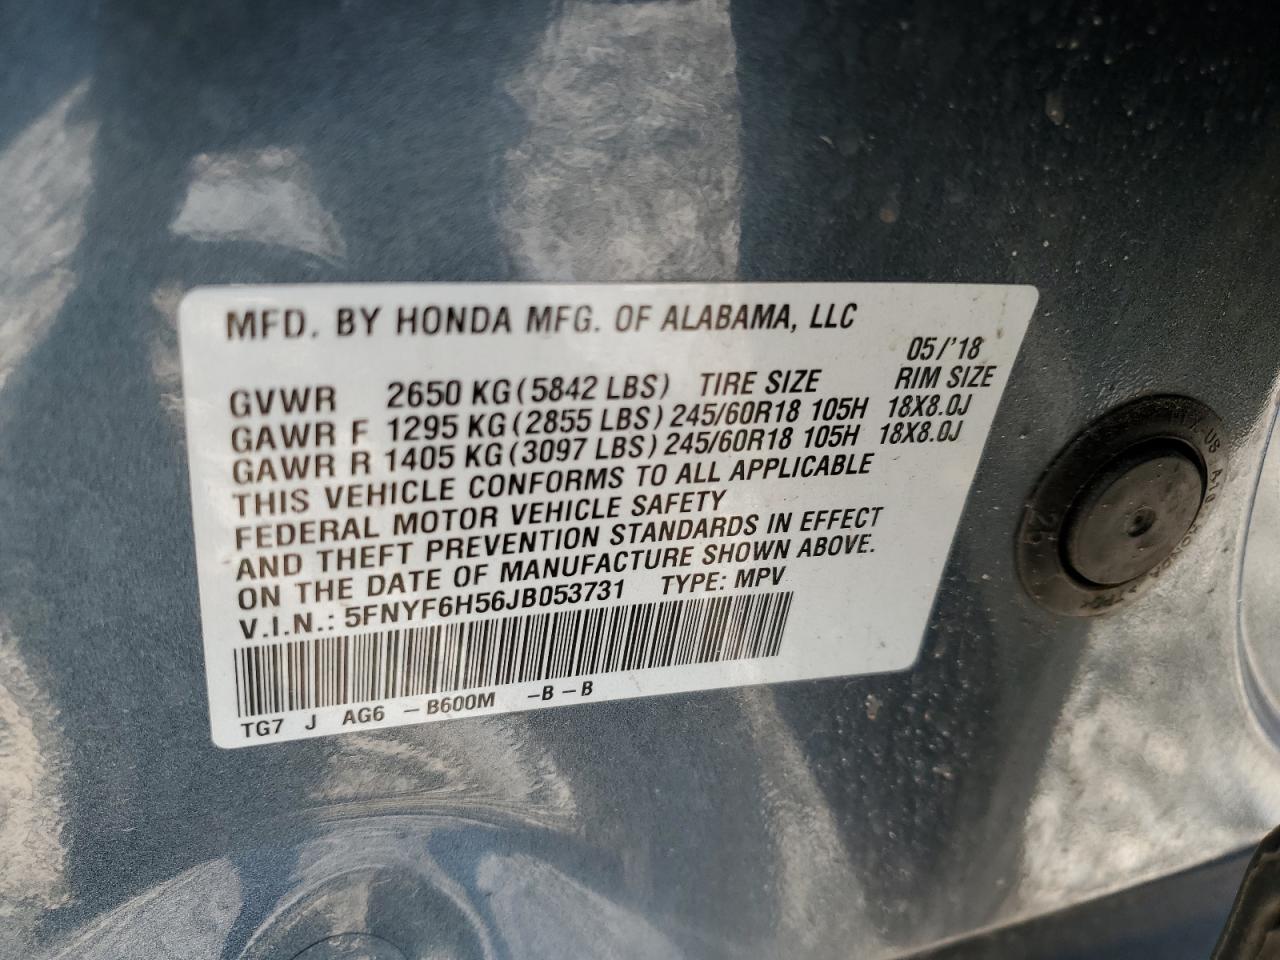 MFD. BY HONDA MFG. OF ALABAMA, LLC
05/'18
GVWR 2650 KG (5842 LBS) TIRE SIZE RIM SIZE
GAWR F 1295 KG (2855 LBS) 245/60R18 105H 18X8.0J
GAWR R 1405 KG (3097 LBS) 245/60R18 105H 18X8.0J
THIS VEHICLE CONFORMS TO ALL APPLICABLE
FEDERAL MOTOR VEHICLE SAFETY
AND THEFT PREVENTION STANDARDS IN EFFECT
ON THE DATE OF MANUFACTURE SHOWN ABOVE.
V.I.N.: 5FNYF6H56JB053731 TYPE: MPV
TG7 J AG6 -B600M -B-B